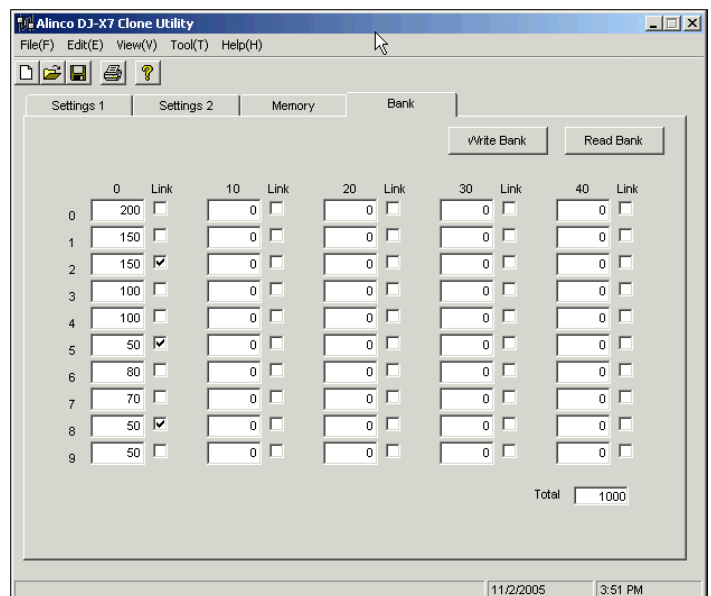 Alinco DJ-X7 Clone Utility
File(F) Edit(E) View(V) Tool(T) Help(H)
Settings 1 Settings 2 Memory Bank
Write Bank Read Bank
0 Link 10 Link 20 Link 30 Link 40 Link
0 200 0 0 0 0
1 150 0 0 0 0
2 150 0 0 0 0
3 100 0 0 0 0
4 100 0 0 0 0
5 50 0 0 0 0
6 80 0 0 0 0
7 70 0 0 0 0
8 50 0 0 0 0
9 50 0 0 0 0
Total 1000
11/2/2005 3:51 PM